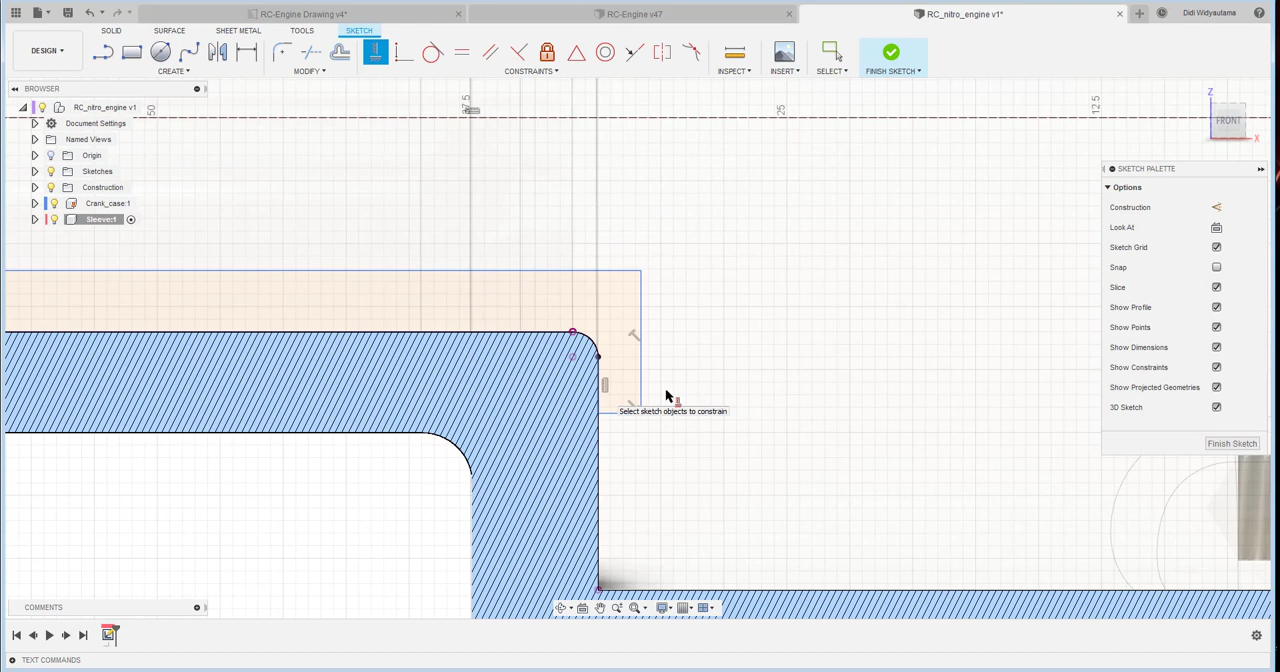 RC-Engine Drawing v4*
RC-Engine v47
RC_nitro_engine v1*
Didi Widyautama
SOLID
SURFACE
SHEET METAL
TOOLS
SKETCH
DESIGN
CREATE
MODIFY
CONSTRAINTS
INSPECT
INSERT
SELECT
FINISH SKETCH
BROWSER
RC_nitro_engine v1
Document Settings
Named Views
Origin
Sketches
Construction
Crank_case:1
Sleeve:1
50
25
12.5
Z
FRONT
X
SKETCH PALETTE
Options
Construction
Look At
Sketch Grid
Snap
Slice
Show Profile
Show Points
Show Dimensions
Show Constraints
Show Projected Geometries
3D Sketch
Finish Sketch
Select sketch objects to constrain
COMMENTS
TEXT COMMANDS